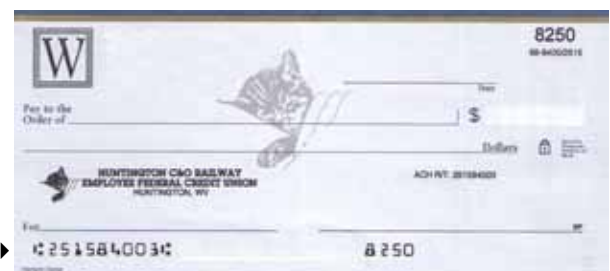 8250
W
Date
Pay to the
Order of
$
Dollars
HUNTINGTON C&O RAILWAY
EMPLOYEE FEDERAL CREDIT UNION
HUNTINGTON, WV
ACH R/T:
For
⑆251584003⑆ 8250